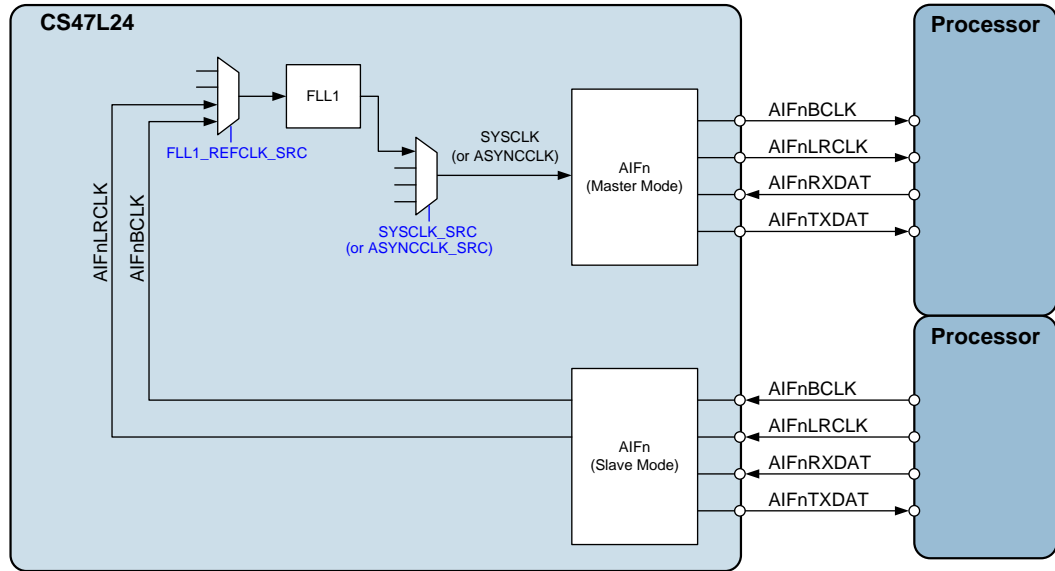 CS47L24
Processor
FLL1
FLL1_REFCLK_SRC
SYSCLK
(or ASYNCCLK)
SYSCLK_SRC
(or ASYNCCLK_SRC)
AIFn
(Master Mode)
AIFnBCLK
AIFnLRCLK
AIFnRXDAT
AIFnTXDAT
AIFnLRCLK
AIFnBCLK
Processor
AIFn
(Slave Mode)
AIFnBCLK
AIFnLRCLK
AIFnRXDAT
AIFnTXDAT